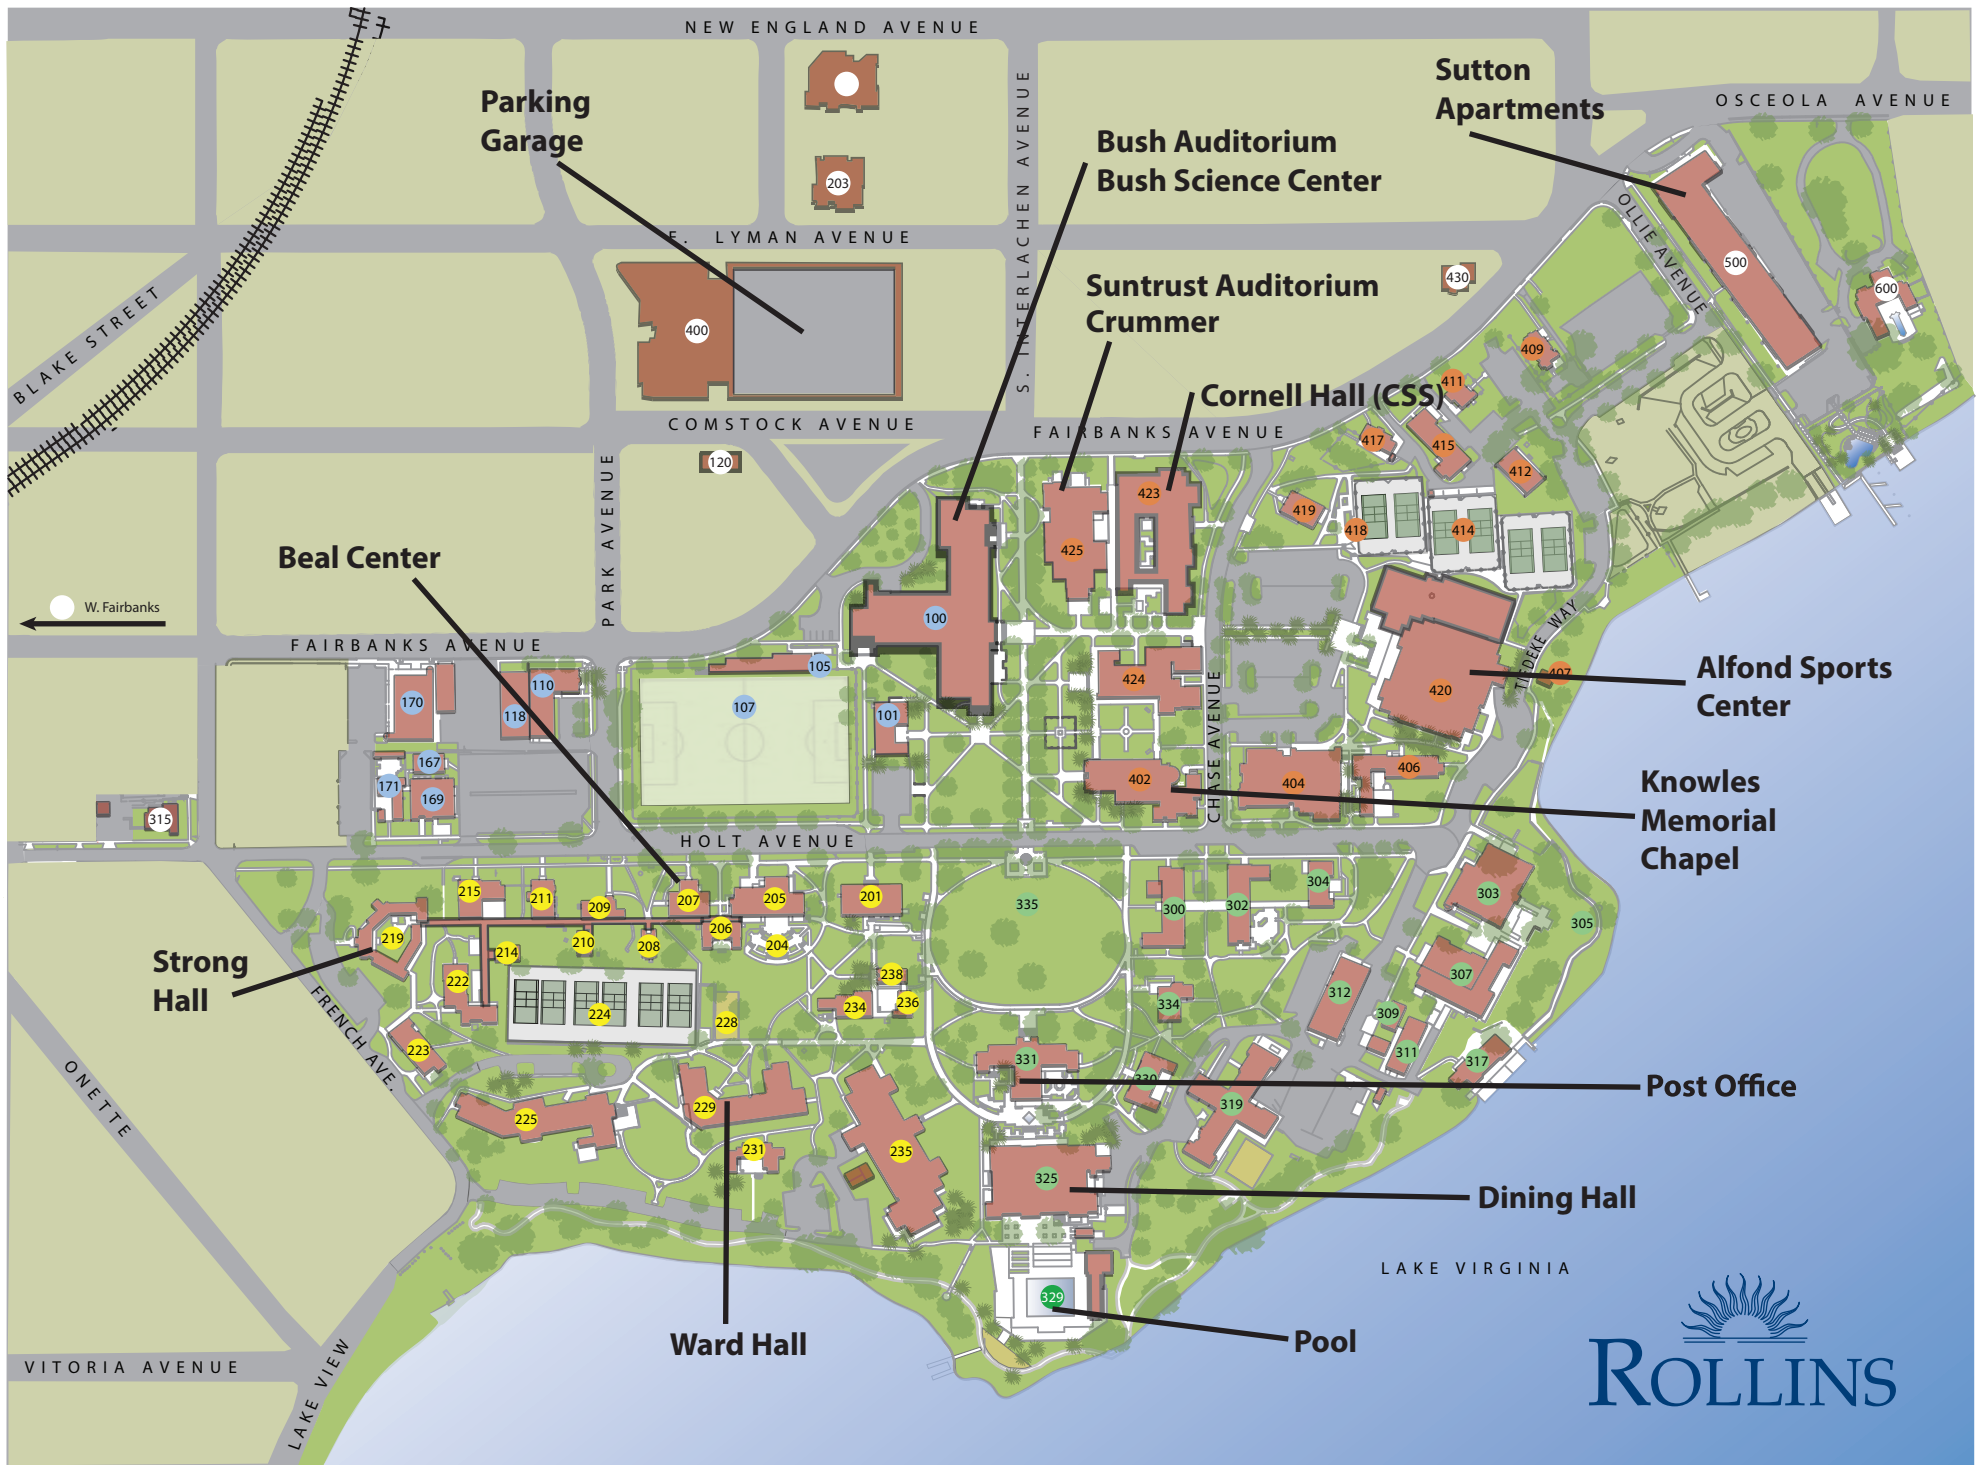 NEW ENGLAND AVENUE
Sutton
Apartments
OSCEOLA AVENUE
Parking
Garage
Bush Auditorium
Bush Science Center
S. INTERLACHEN AVENUE
203
E. LYMAN AVENUE
OLLIE AVENUE
500
600
430
Suntrust Auditorium
Crummer
BLAKE STREET
400
409
411
Cornell Hall (CSS)
COMSTOCK AVENUE
FAIRBANKS AVENUE
417
415
412
120
423
PARK AVENUE
419
418
414
425
Beal Center
W. Fairbanks
100
TIEDEKE WAY
FAIRBANKS AVENUE
105
424
407
Alfond Sports
Center
420
110
170
118
107
101
CHASE AVENUE
167
171
169
402
404
406
Knowles
Memorial
Chapel
315
HOLT AVENUE
215
211
209
207
205
201
335
300
302
304
303
305
219
206
210
208
204
214
Strong
Hall
222
238
234
236
334
312
307
309
FRENCH AVE.
224
228
223
331
330
311
317
Post Office
ONETTE
225
229
319
231
235
325
Dining Hall
LAKE VIRGINIA
329
Pool
Ward Hall
VITORIA AVENUE
LAKE VIEW
ROLLINS